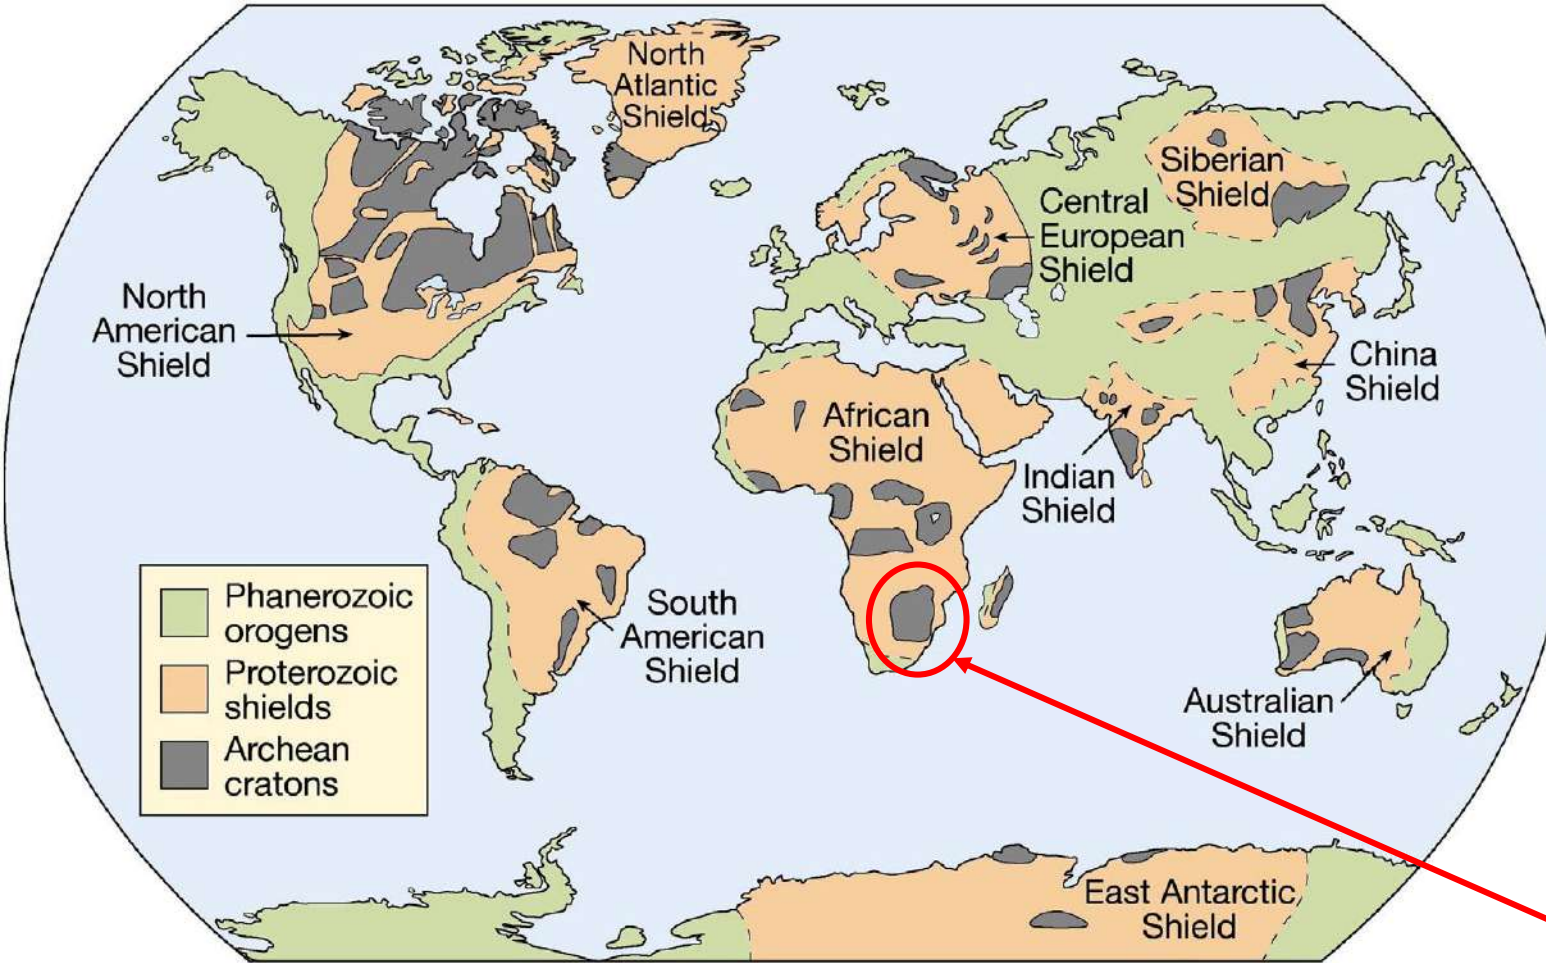 North
Atlantic
Shield
Siberian
Shield
Central
European
Shield
North
American
Shield
China
Shield
African
Shield
Indian
Shield
South
American
Shield
Australian
Shield
East Antarctic
Shield
Phanerozoic
orogens
Proterozoic
shields
Archean
cratons